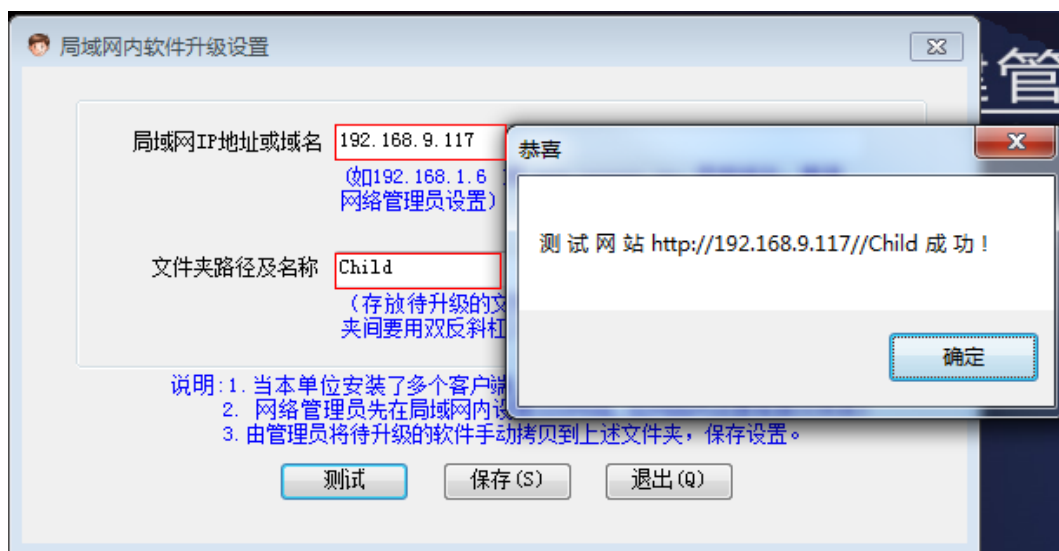 局域网内软件升级设置
管
局域网IP地址或域名
192.168.9.117
(如192.168.1.6
网络管理员设置)
文件夹路径及名称
Child
(存放待升级的文
夹间要用双反斜杠
说明:1. 当本单位安装了多个客户端
2. 网络管理员先在局域网内设
3. 由管理员将待升级的软件手动拷贝到上述文件夹，保存设置。
测试
保存(S)
退出(Q)
恭喜
测 试 网 站 http://192.168.9.117//Child 成 功 !
确定